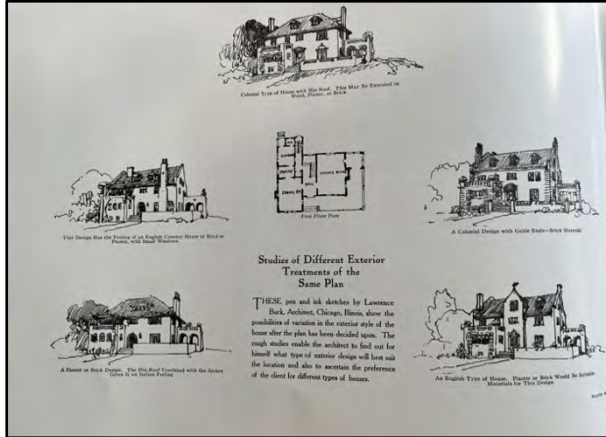 Colonial Type of House with Hip-Roof. This May Be Executed in
Wood, Plaster, or Brick
First Floor Plan
This Design Has the Feeling of an English Country House of Brick or
Plaster, with Small Windows
A Colonial Design with Gable Ends—Brick Material
Studies of Different Exterior
Treatments of the
Same Plan
THESE pen and ink sketches by Lawrence
Buck, Architect, Chicago, Illinois, show the
possibilities of variation in the exterior style of the
house after the plan has been decided upon. The
rough studies enable the architect to find out for
himself what type of exterior design will best suit
the location and also to ascertain the preference
of the client for different types of houses.
A Plaster or Brick Design. The Hip-Roof Combined with the Arches
Gives It an Italian Feeling
An English Type of House. Plaster or Brick Would Be Suitable
Materials for This Design
PLATE